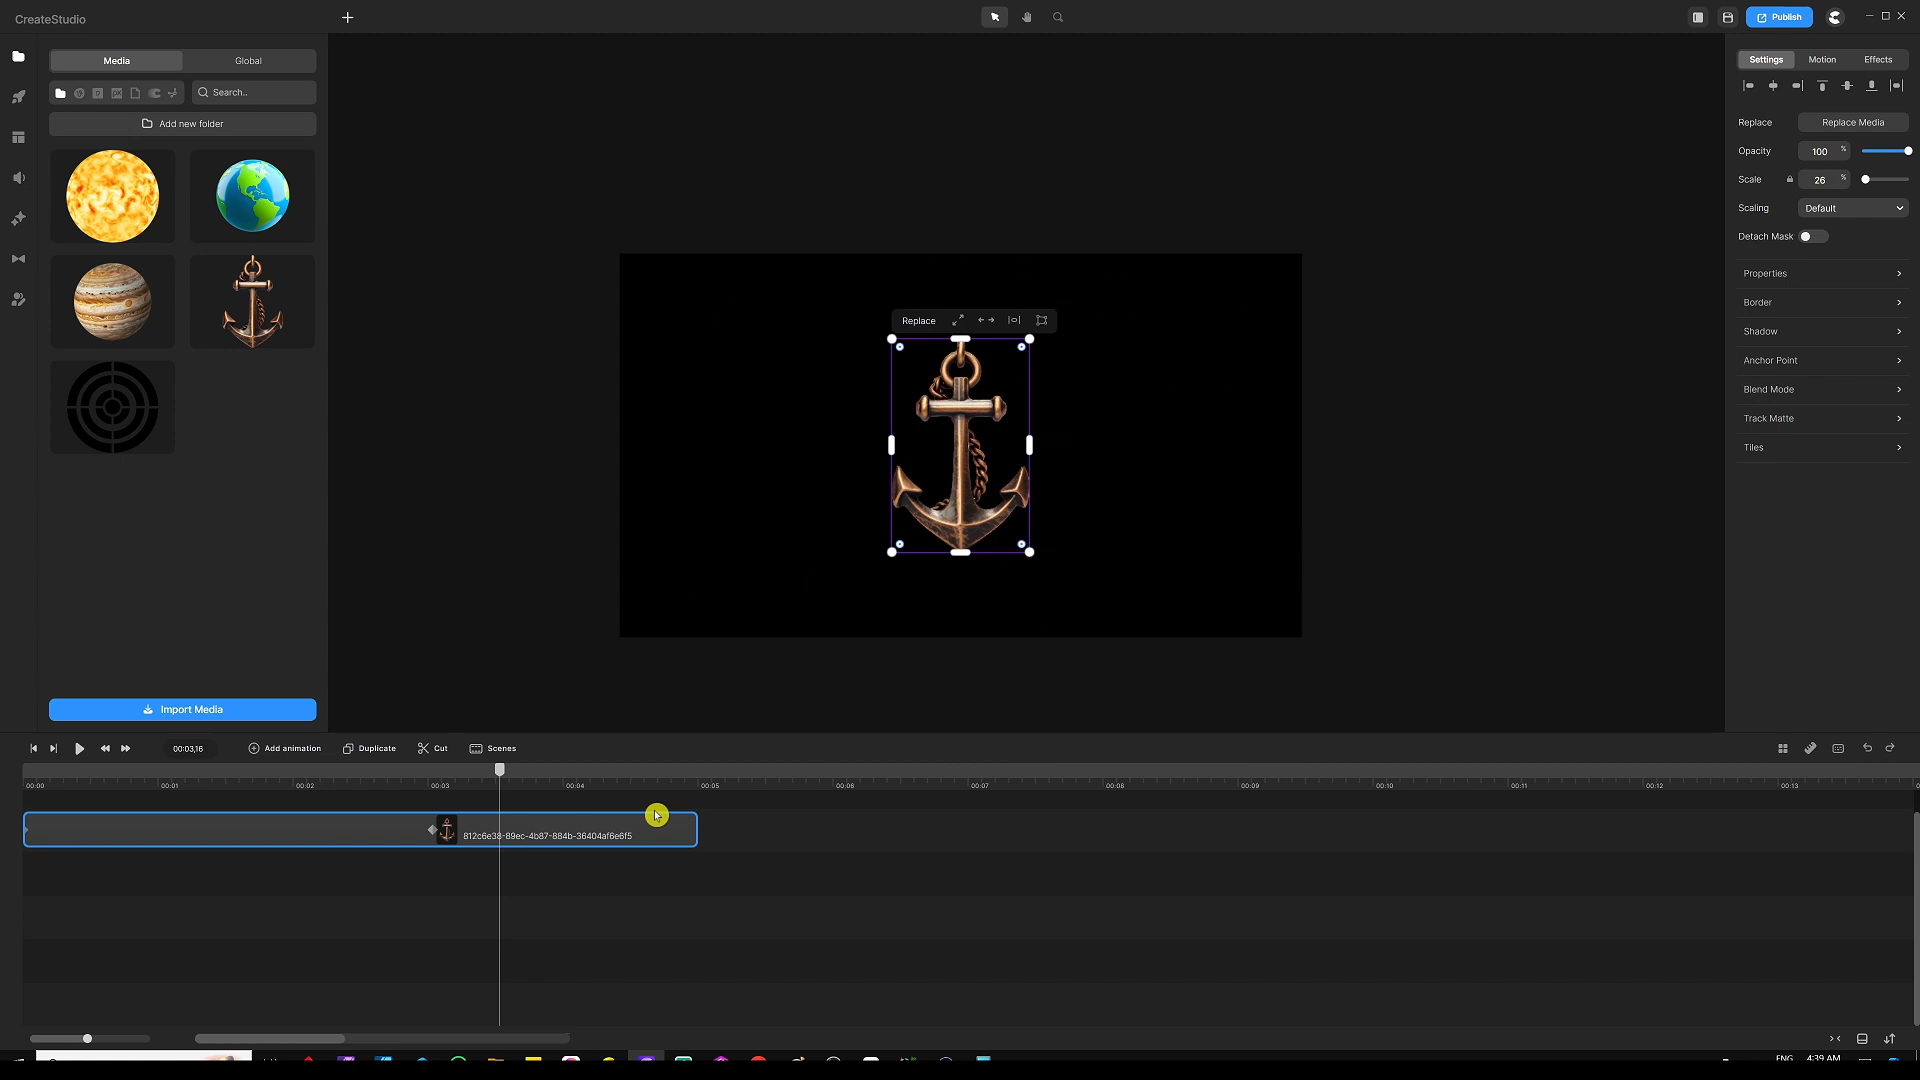 CreateStudio
Publish
Media
Global
Search..
Add new folder
Import Media
Settings
Motion
Effects
Replace
Replace Media
Opacity
100 %
Scale
26 %
Scaling
Default
Detach Mask
Properties
Border
Shadow
Anchor Point
Blend Mode
Track Matte
Tiles
Replace
00:03,16
Add animation
Duplicate
Cut
Scenes
00:00
00:01
00:02
00:03
00:04
00:05
00:06
00:07
00:08
00:09
00:10
00:11
00:12
00:13
812c6e38-89ec-4b87-884b-36404af6e6f5
ENG
4:39 AM